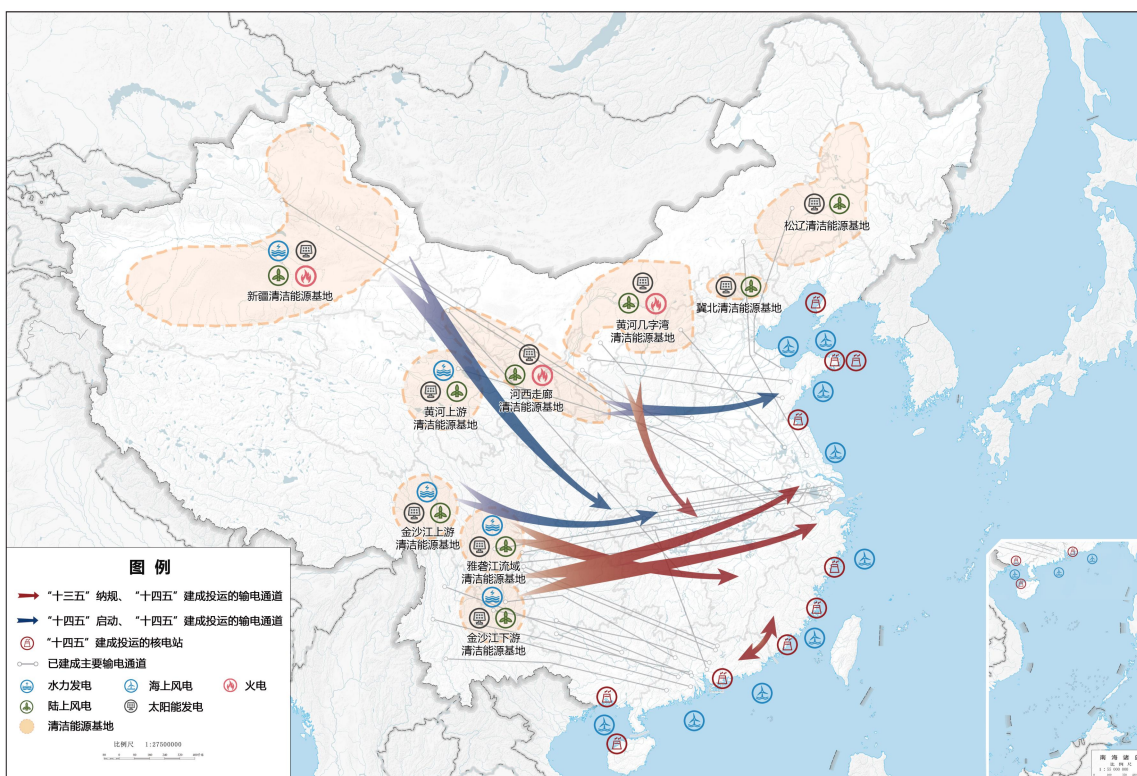 松辽清洁能源基地
新疆清洁能源基地
冀北清洁能源基地
黄河几字湾
清洁能源基地
河西走廊
清洁能源基地
黄河上游
清洁能源基地
金沙江上游
清洁能源基地
雅砻江流域
清洁能源基地
金沙江下游
清洁能源基地
图 例
“十三五”纳规、“十四五”建成投运的输电通道
“十四五”启动、“十四五”建成投运的输电通道
“十四五”建成投运的核电站
已建成主要输电通道
水力发电 海上风电 火电
陆上风电 太阳能发电
清洁能源基地
比例尺 1:27500000
南 海 诸
比 例 尺